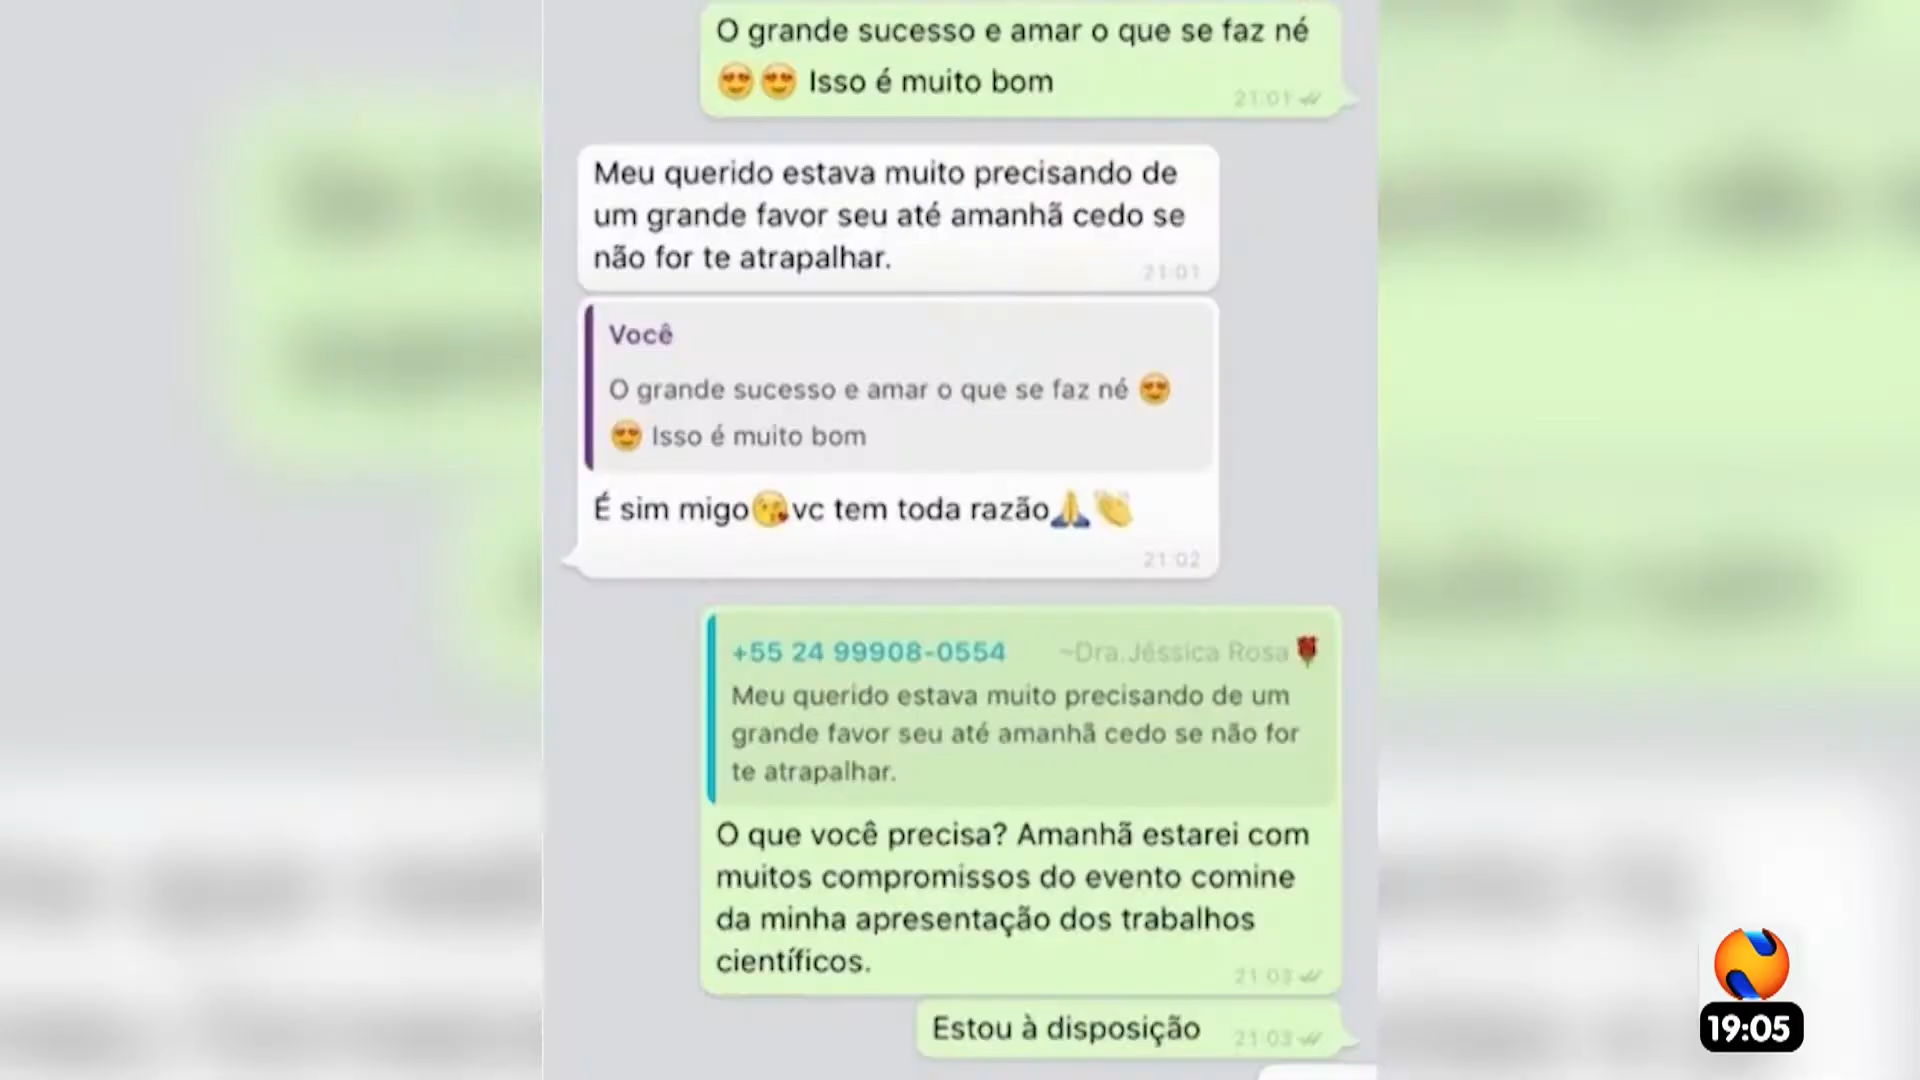 O grande sucesso e amar o que se faz né
😍😍 Isso é muito bom
21:01
Meu querido estava muito precisando de
um grande favor seu até amanhã cedo se
não for te atrapalhar.
21:01
Você
O grande sucesso e amar o que se faz né 😍
😍 Isso é muito bom
É sim migo😘vc tem toda razão🙏👏
21:02
+55 24 99908-0554 ~Dra.Jéssica Rosa🌹
Meu querido estava muito precisando de um
grande favor seu até amanhã cedo se não for
te atrapalhar.
O que você precisa? Amanhã estarei com
muitos compromissos do evento comine
da minha apresentação dos trabalhos
científicos.
21:03
Estou à disposição 21:03
19:05